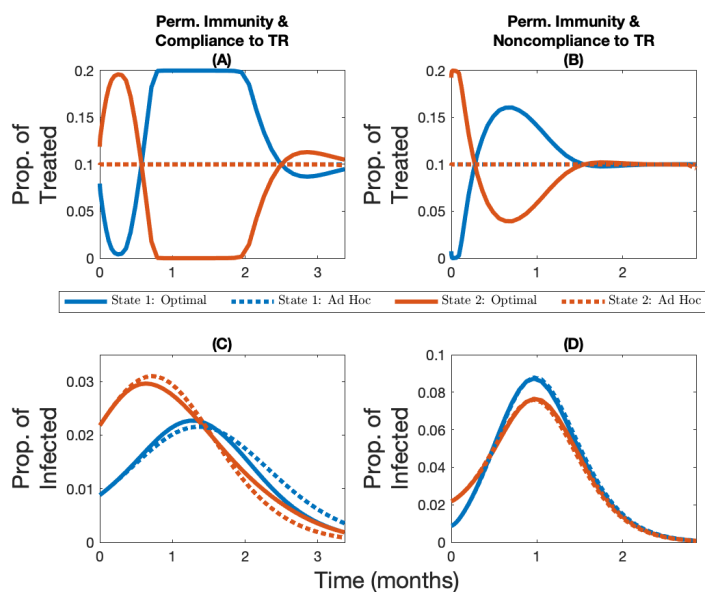 Perm. Immunity &
Compliance to TR
(A)
Perm. Immunity &
Noncompliance to TR
(B)
Prop. of
Treated
0.2
0.15
0.1
0.05
0
0 1 2 3
Prop. of
Treated
0.2
0.15
0.1
0.05
0
0 1 2
State 1: Optimal State 1: Ad Hoc State 2: Optimal State 2: Ad Hoc
(C)
(D)
Prop. of
Infected
0.03
0.02
0.01
0
0 1 2 3
Prop. of
Infected
0.1
0.08
0.06
0.04
0.02
0
0 1 2
Time (months)